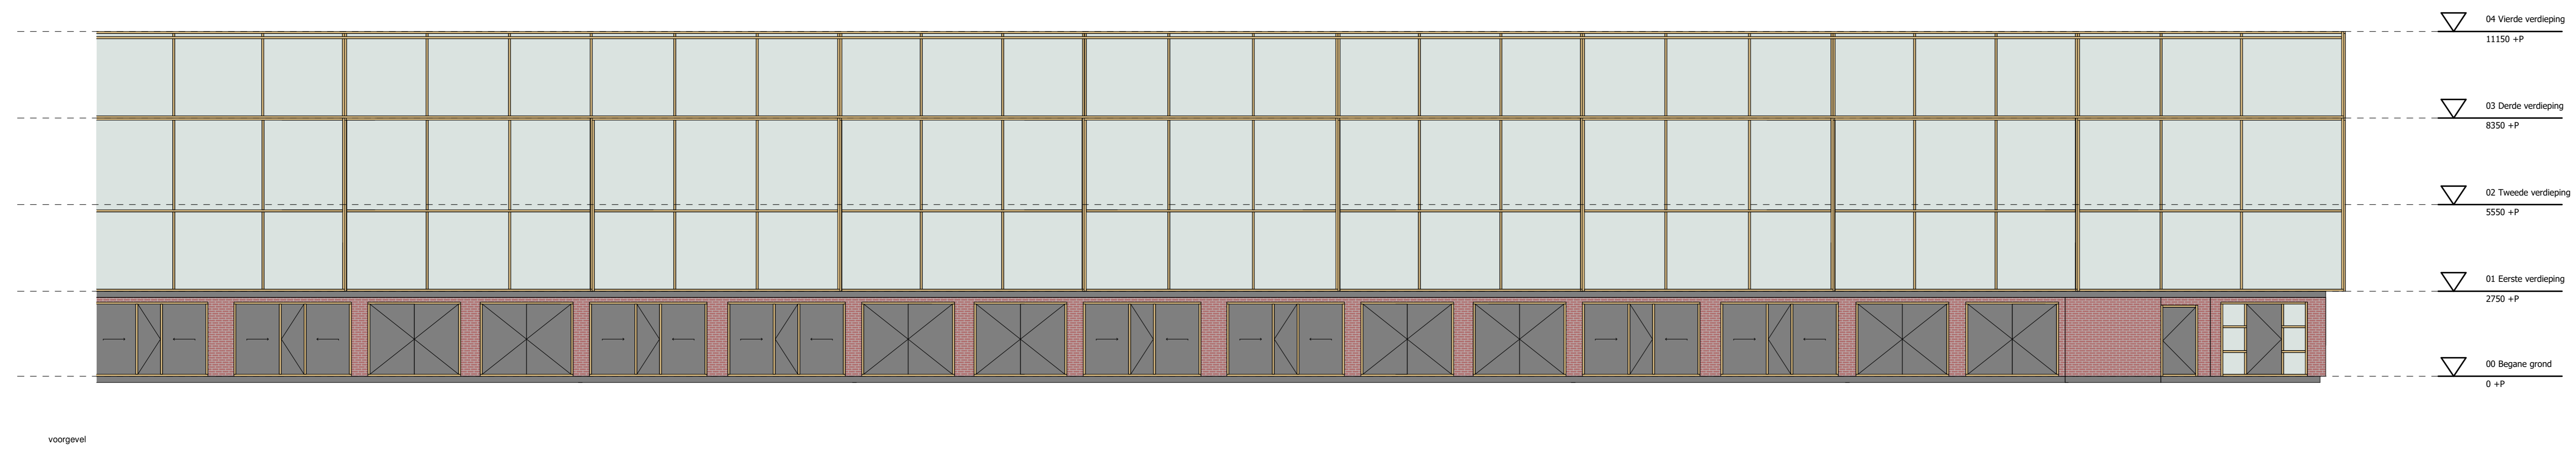 04 Vierde verdieping
11150 +P
03 Derde verdieping
8350 +P
02 Tweede verdieping
5550 +P
01 Eerste verdieping
2750 +P
00 Begane grond
0 +P
voorgevel